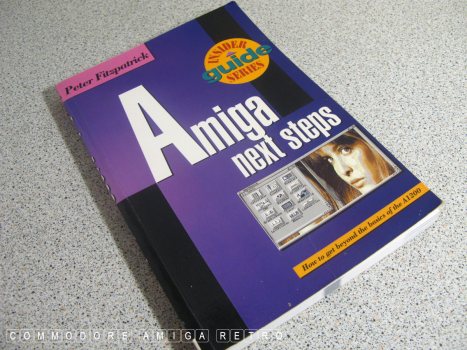 Peter Fitzpatrick
INSIDER
guide
SERIES
Amiga
next steps
How to get beyond the basics of the A1200
COMMODORE AMIGA RETRO